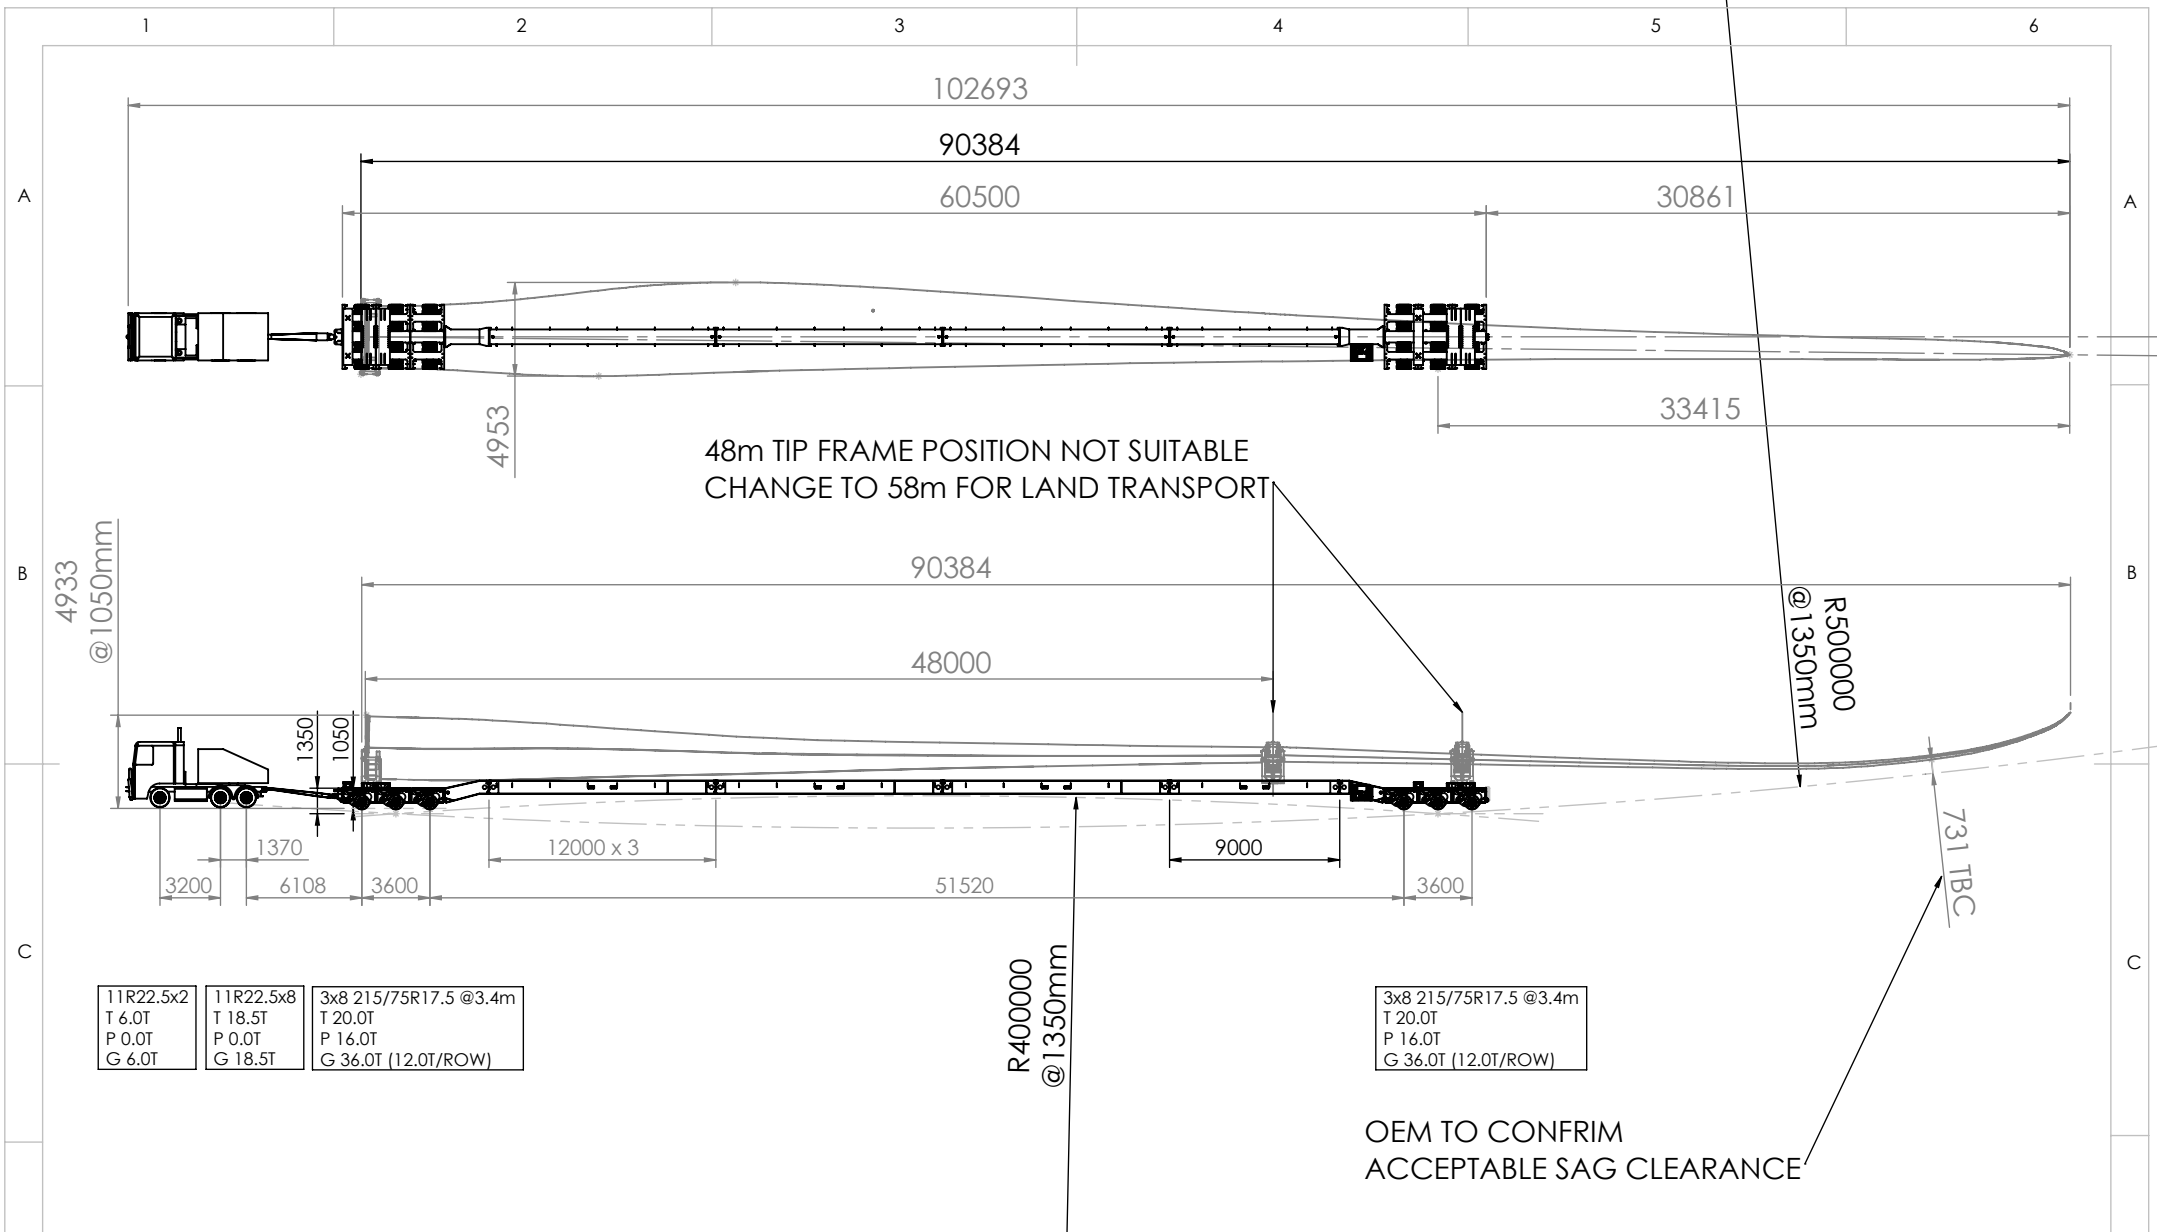 1 2 3 4 5 6
102693
90384
60500 30861
A A
33415
4953
48m TIP FRAME POSITION NOT SUITABLE
CHANGE TO 58m FOR LAND TRANSPORT
B B
4933
@1050mm
90384
48000
R500000
@1350mm
1350 1050
1370 12000 x 3 9000
3200 6108 3600 51520 3600
731 TBC
C C
R400000
@1350mm
11R22.5x2
T 6.0T
P 0.0T
G 6.0T
11R22.5x8
T 18.5T
P 0.0T
G 18.5T
3x8 215/75R17.5 @3.4m
T 20.0T
P 16.0T
G 36.0T (12.0T/ROW)
3x8 215/75R17.5 @3.4m
T 20.0T
P 16.0T
G 36.0T (12.0T/ROW)
OEM TO CONFRIM
ACCEPTABLE SAG CLEARANCE